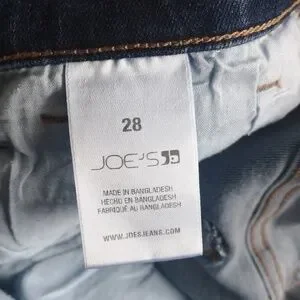 28
JOE'S
MADE IN BANGLADESH
HECHO EN BANGLADESH
FABRIQUÉ AU BANGLADESH
WWW.JOESJEANS.COM